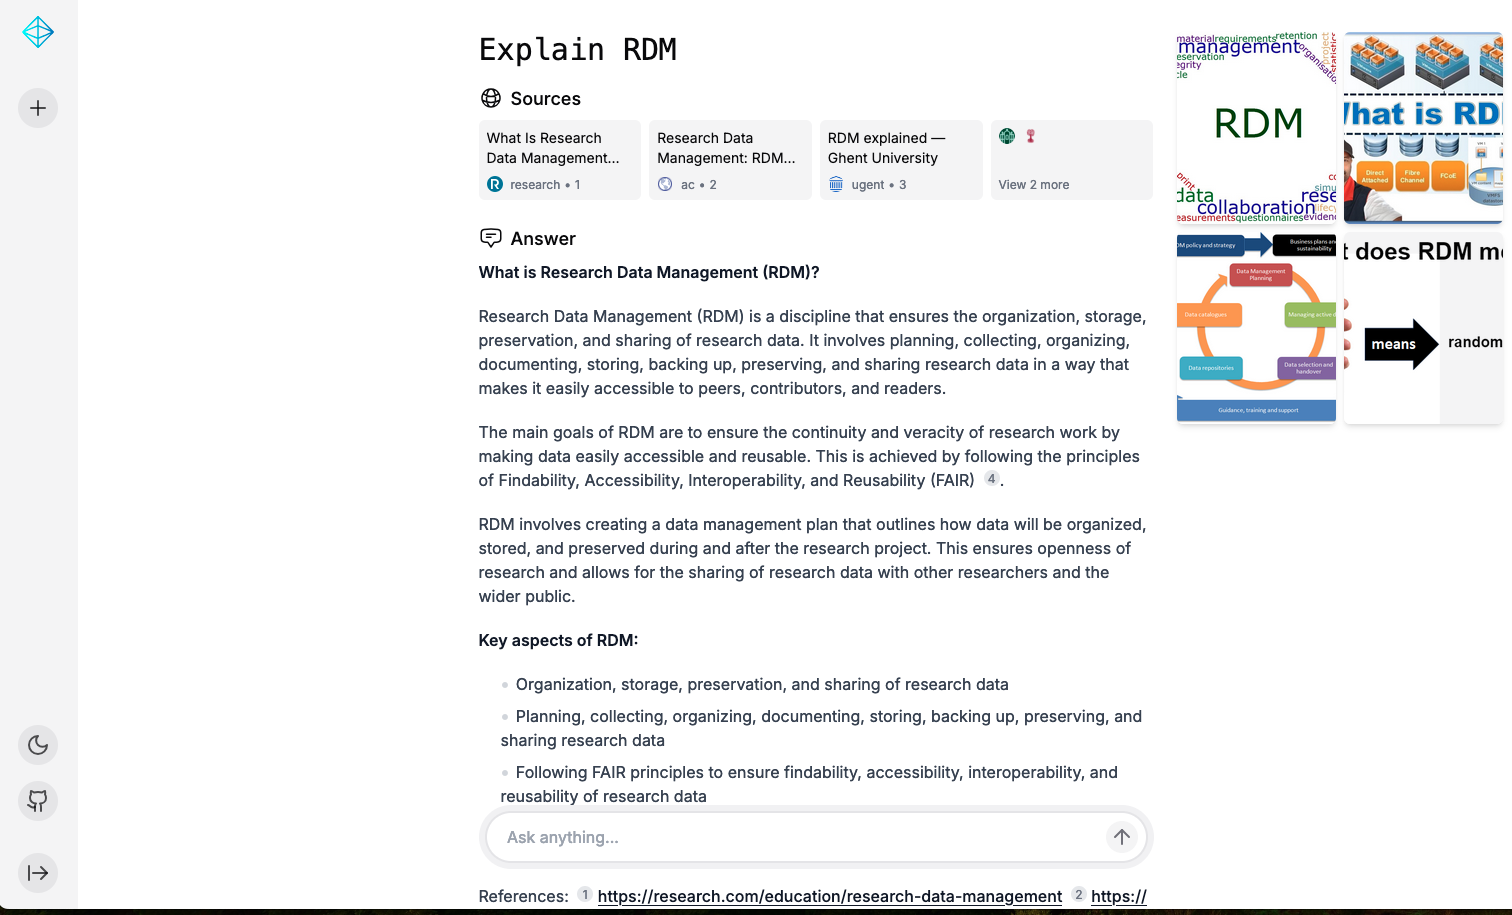 Explain RDM
Sources
What Is Research
Data Management...
research • 1
Research Data
Management: RDM...
ac • 2
RDM explained —
Ghent University
ugent • 3
View 2 more
Answer
What is Research Data Management (RDM)?
Research Data Management (RDM) is a discipline that ensures the organization, storage,
preservation, and sharing of research data. It involves planning, collecting, organizing,
documenting, storing, backing up, preserving, and sharing research data in a way that
makes it easily accessible to peers, contributors, and readers.
The main goals of RDM are to ensure the continuity and veracity of research work by
making data easily accessible and reusable. This is achieved by following the principles
of Findability, Accessibility, Interoperability, and Reusability (FAIR) 4.
RDM involves creating a data management plan that outlines how data will be organized,
stored, and preserved during and after the research project. This ensures openness of
research and allows for the sharing of research data with other researchers and the
wider public.
Key aspects of RDM:
• Organization, storage, preservation, and sharing of research data
• Planning, collecting, organizing, documenting, storing, backing up, preserving, and
sharing research data
• Following FAIR principles to ensure findability, accessibility, interoperability, and
reusability of research data
Ask anything...
References: 1 https://research.com/education/research-data-management 2 https://
material requirements retention
management
RDM
data
collaboration
questionnaires
What is RD
Direct
Attached
Fibre
Channel
FCoE
DM policy and strategy
Business plans and
sustainability
Data Management
Planning
Data catalogues
Managing active d
Data repositories
Data selection and
handover
Guidance, training and support
t does RDM me
means
random